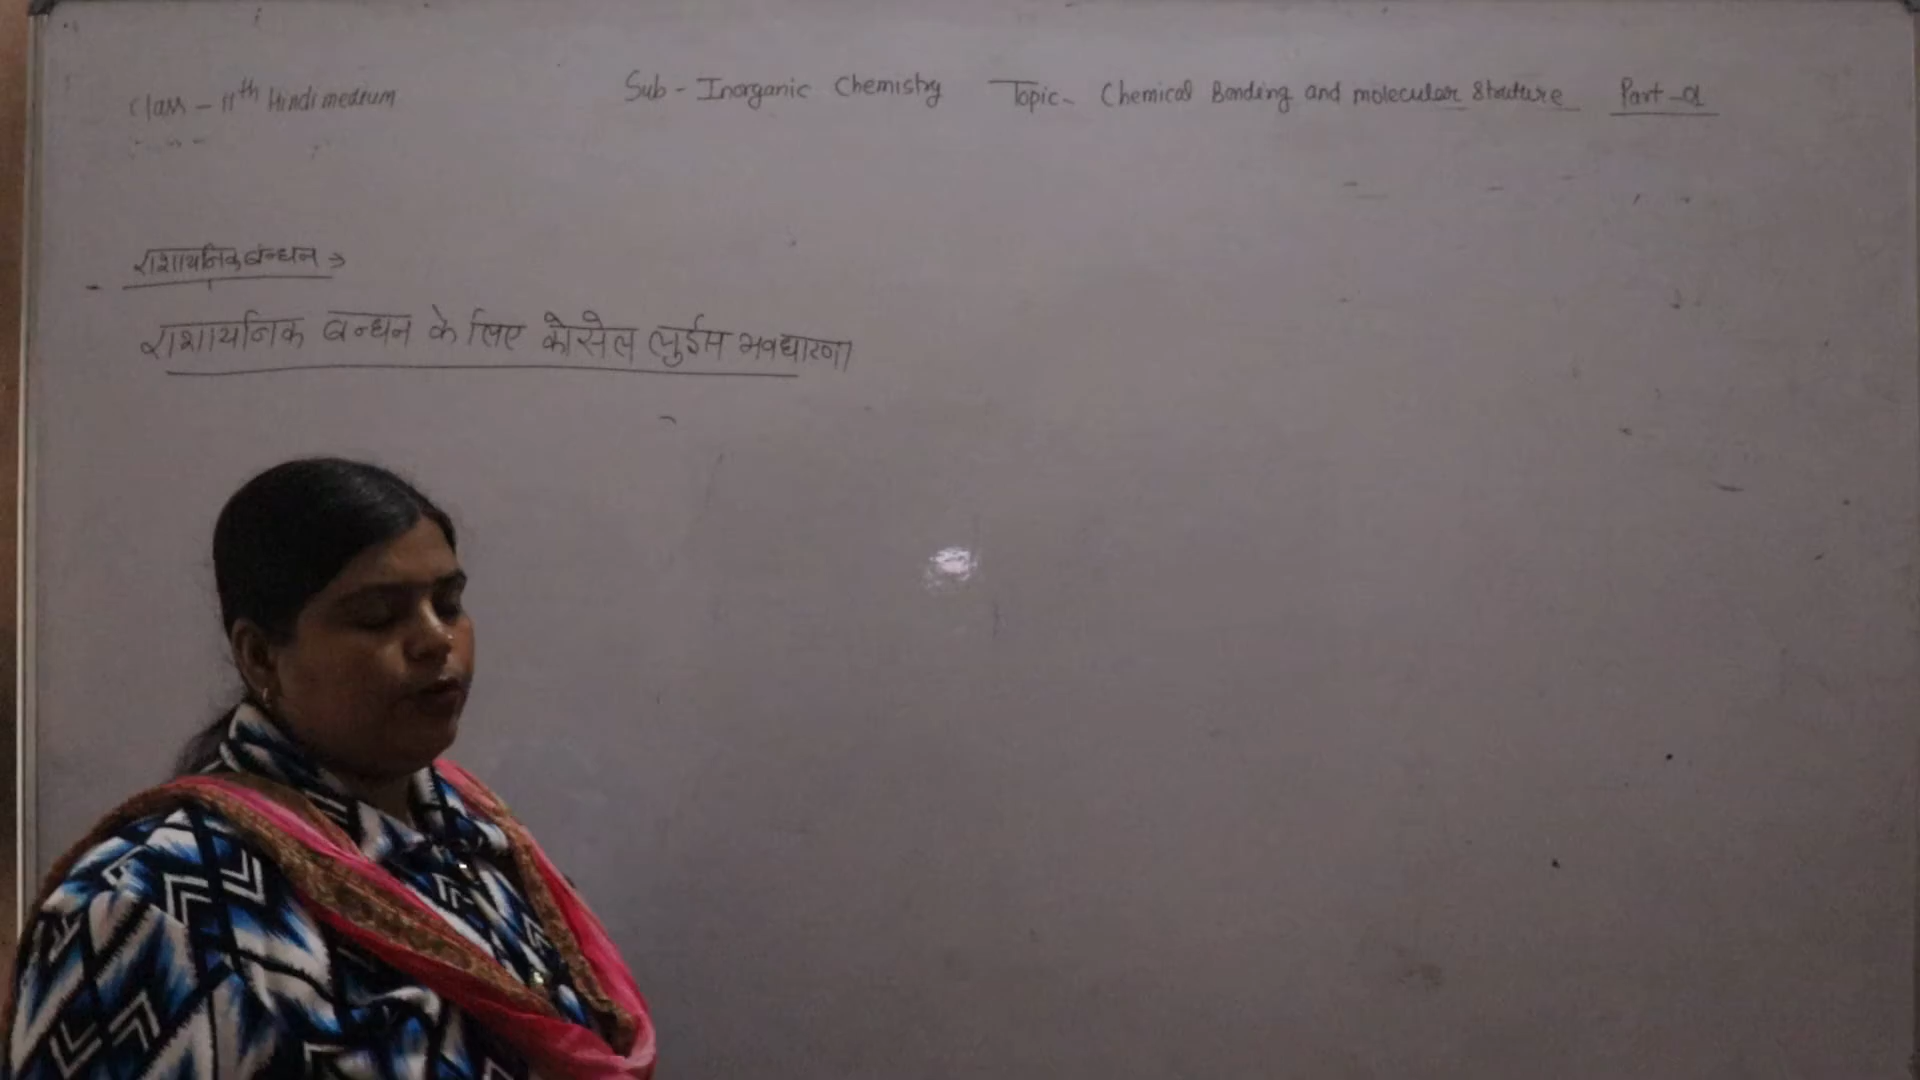 Class - 11th Hindi medium Sub - Inorganic Chemistry Topic - Chemical Bonding and molecular Structure Part - 01
राशायनिक बन्धन →
राशायनिक बन्धन के लिए कोसेल लुईस अवधारणा